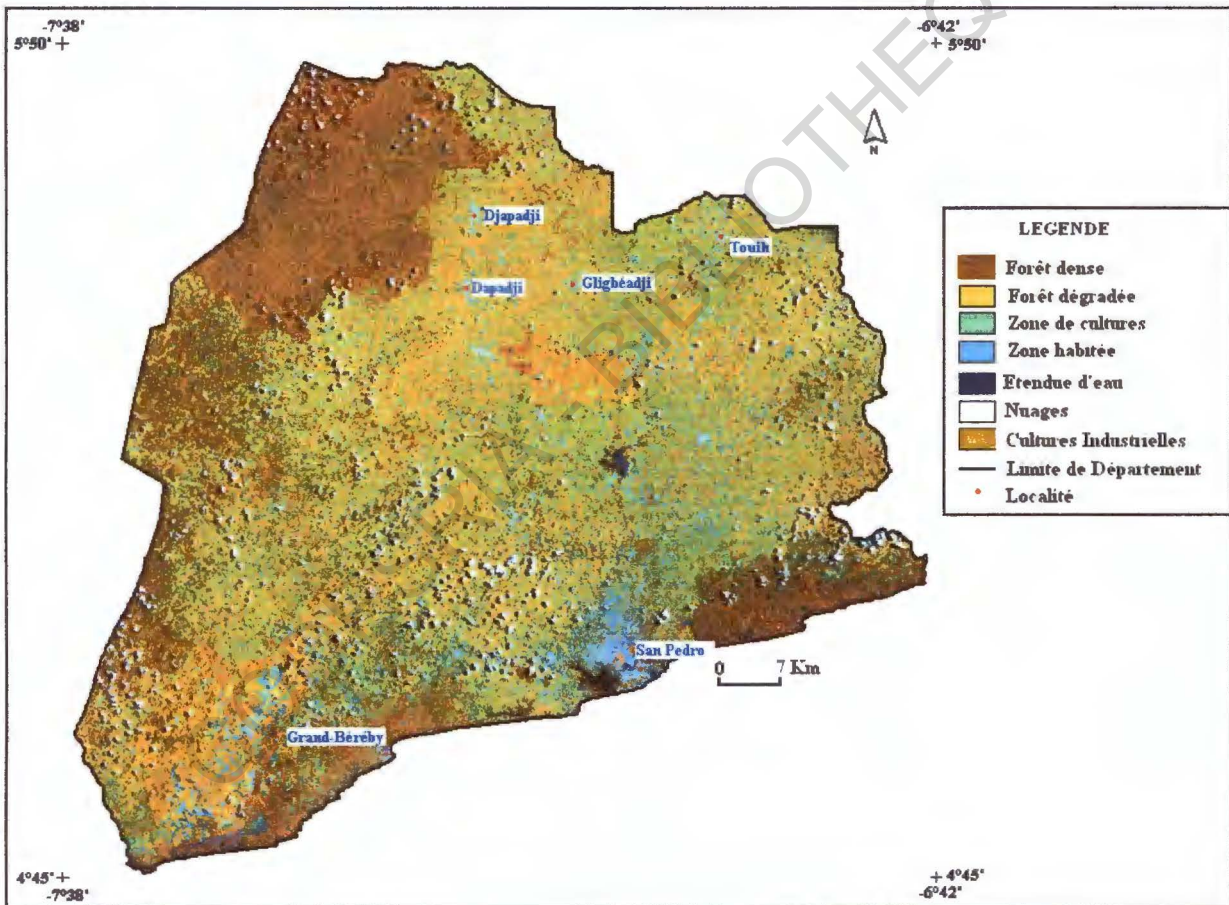 -7°38'
5°50'
-6°42'
5°50'
N
Djapadji
Touih
Dapadji
Gligbéadji
San Pedro
0 7 Km
Grand-Béréby
LEGENDE
Forêt dense
Forêt dégradée
Zone de cultures
Zone habitée
Etendue d'eau
Nuages
Cultures Industrielles
Limite de Département
Localité
4°45'
-7°38'
4°45'
-6°42'
BIBLIOTHEQ